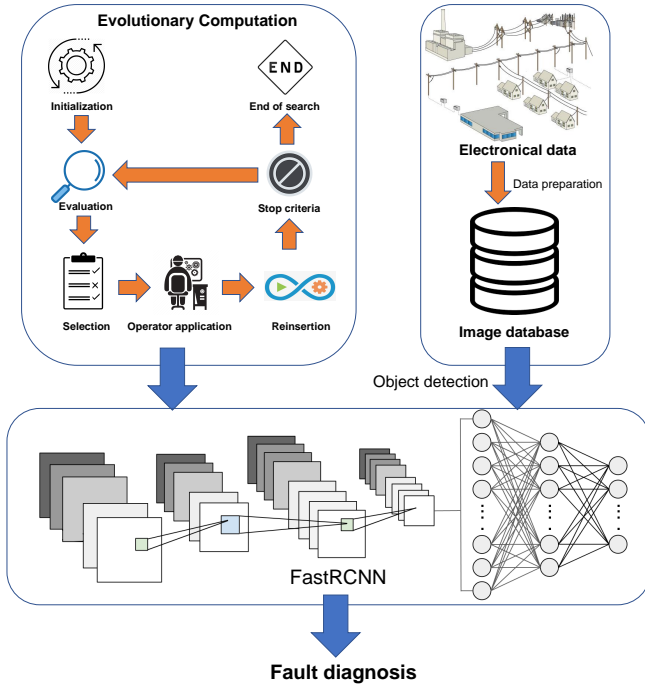 Evolutionary Computation
END
Initialization
End of search
Evaluation
Stop criteria
Selection
Operator application
Reinsertion
Electronical data
Data preparation
Image database
Object detection
FastRCNN
Fault diagnosis